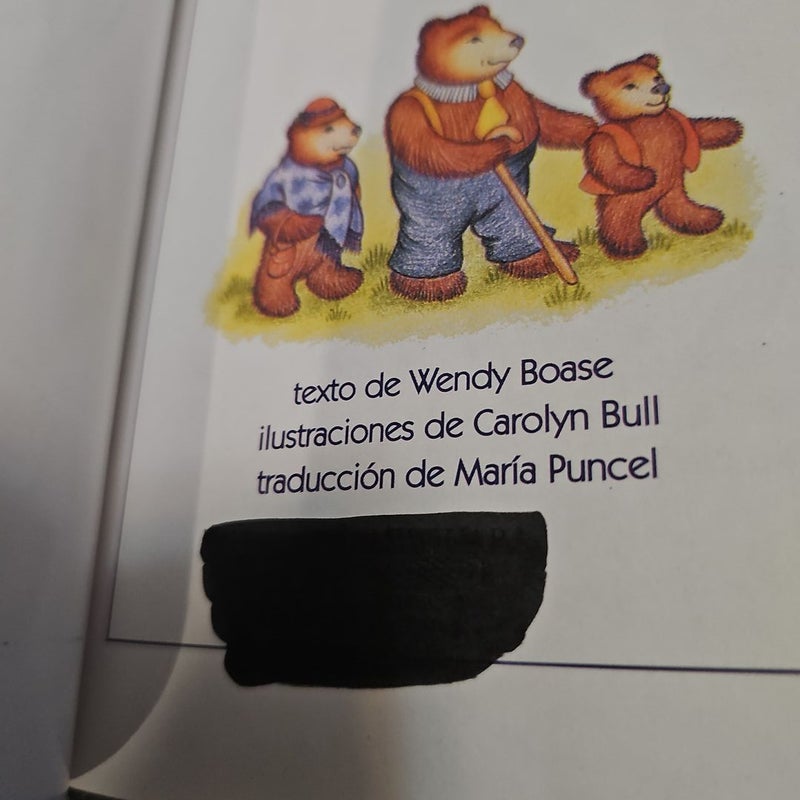 texto de Wendy Boase
ilustraciones de Carolyn Bull
traducción de María Puncel